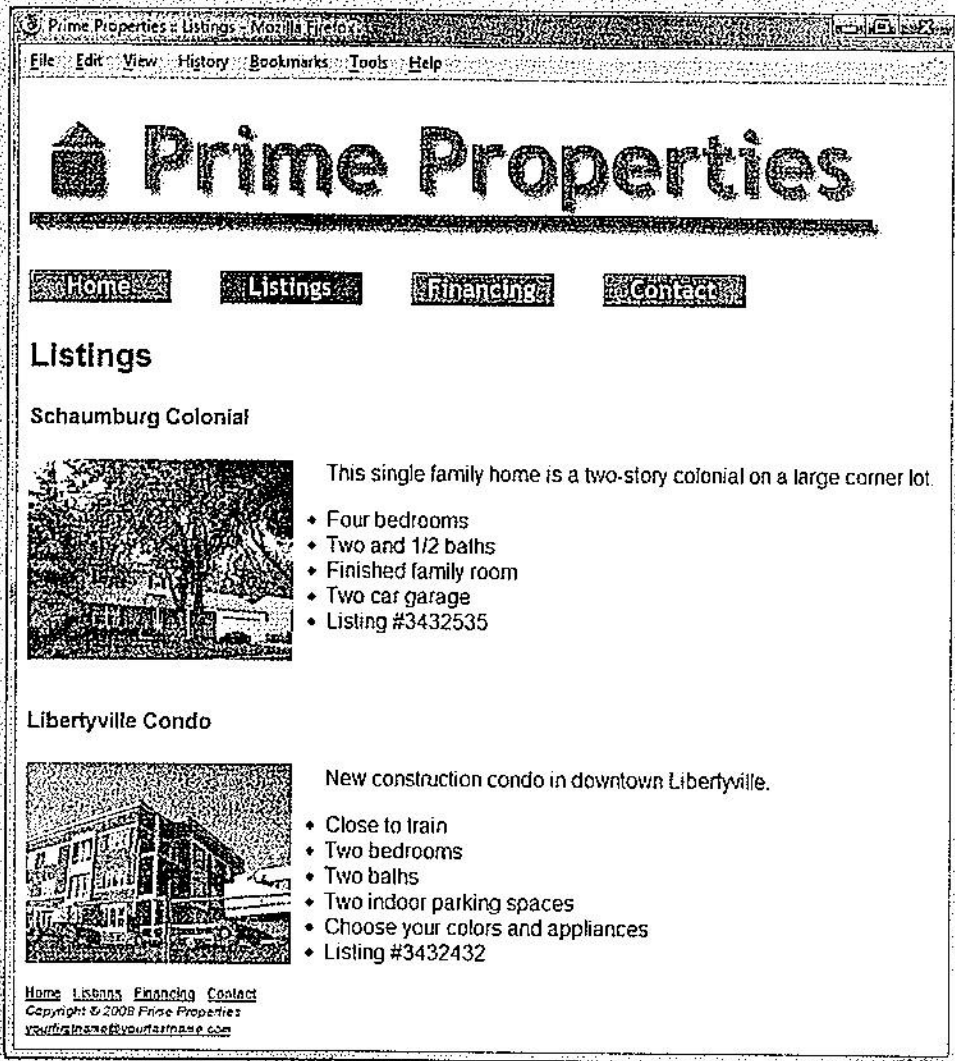 Prime Properties :: Listings - Mozilla Firefox
File Edit View History Bookmarks Tools Help
Prime Properties
Home Listings Financing Contact
Listings
Schaumburg Colonial
This single family home is a two-story colonial on a large corner lot.
• Four bedrooms
• Two and 1/2 baths
• Finished family room
• Two car garage
• Listing #3432535
Libertyville Condo
New construction condo in downtown Libertyville.
• Close to train
• Two bedrooms
• Two baths
• Two indoor parking spaces
• Choose your colors and appliances
• Listing #3432432
Home Listings Financing Contact
Copyright © 2008 Prime Properties
yourfirstname@yourlastname.com